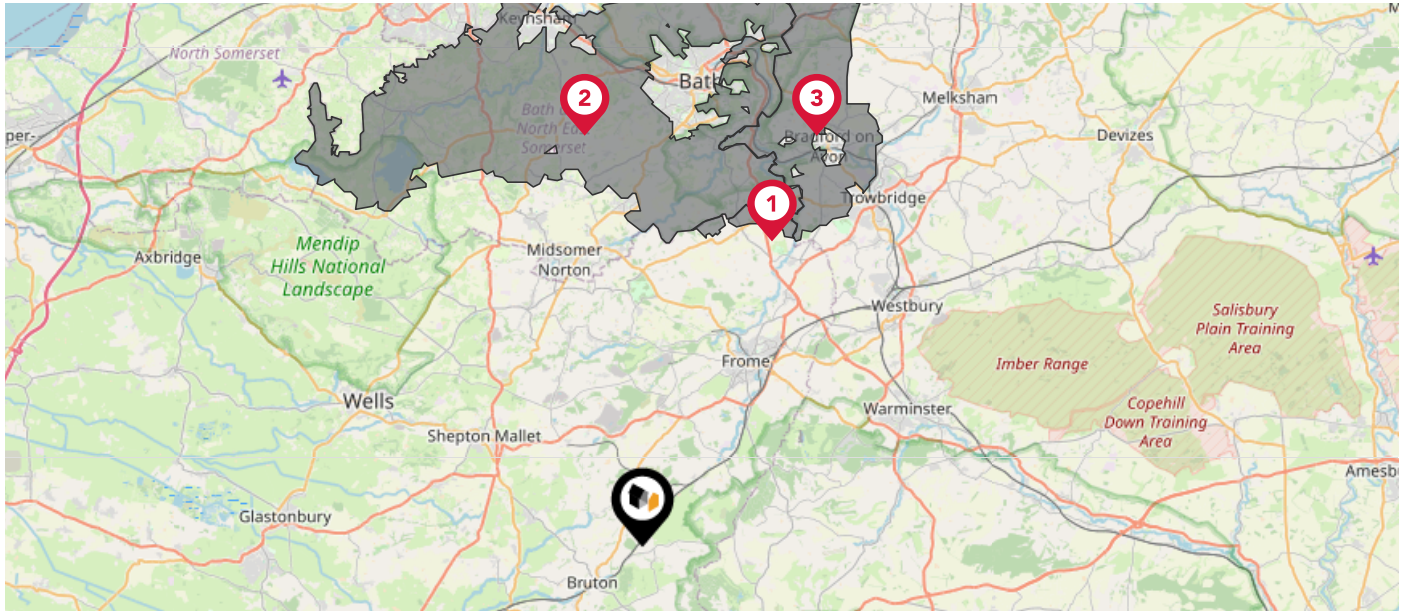 Keynsham
North Somerset
Bath
2
3
Melksham
Bradford on
Avon
Devizes
per-
North East
Somerset
1
Trowbridge
Mendip
Hills National
Landscape
Axbridge
Midsomer
Norton
Westbury
Salisbury
Plain Training
Area
Frome
Imber Range
Wells
Warminster
Copehill
Down Training
Area
Shepton Mallet
Amesb
Glastonbury
Bruton